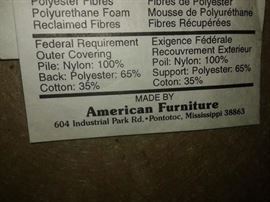 Polyester Fibres
Polyurethane Foam
Reclaimed Fibres
Fibres de Polyester
Mousse de Polyuréthane
Fibres Récupérées
Federal Requirement
Outer Covering
Pile: Nylon: 100%
Back: Polyester: 65%
Cotton: 35%
Exigence Fédérale
Recouvrement Exterieur
Poil: Nylon: 100%
Support: Polyester: 65%
Coton: 35%
MADE BY
American Furniture
604 Industrial Park Rd. • Pontotoc, Mississippi 38863